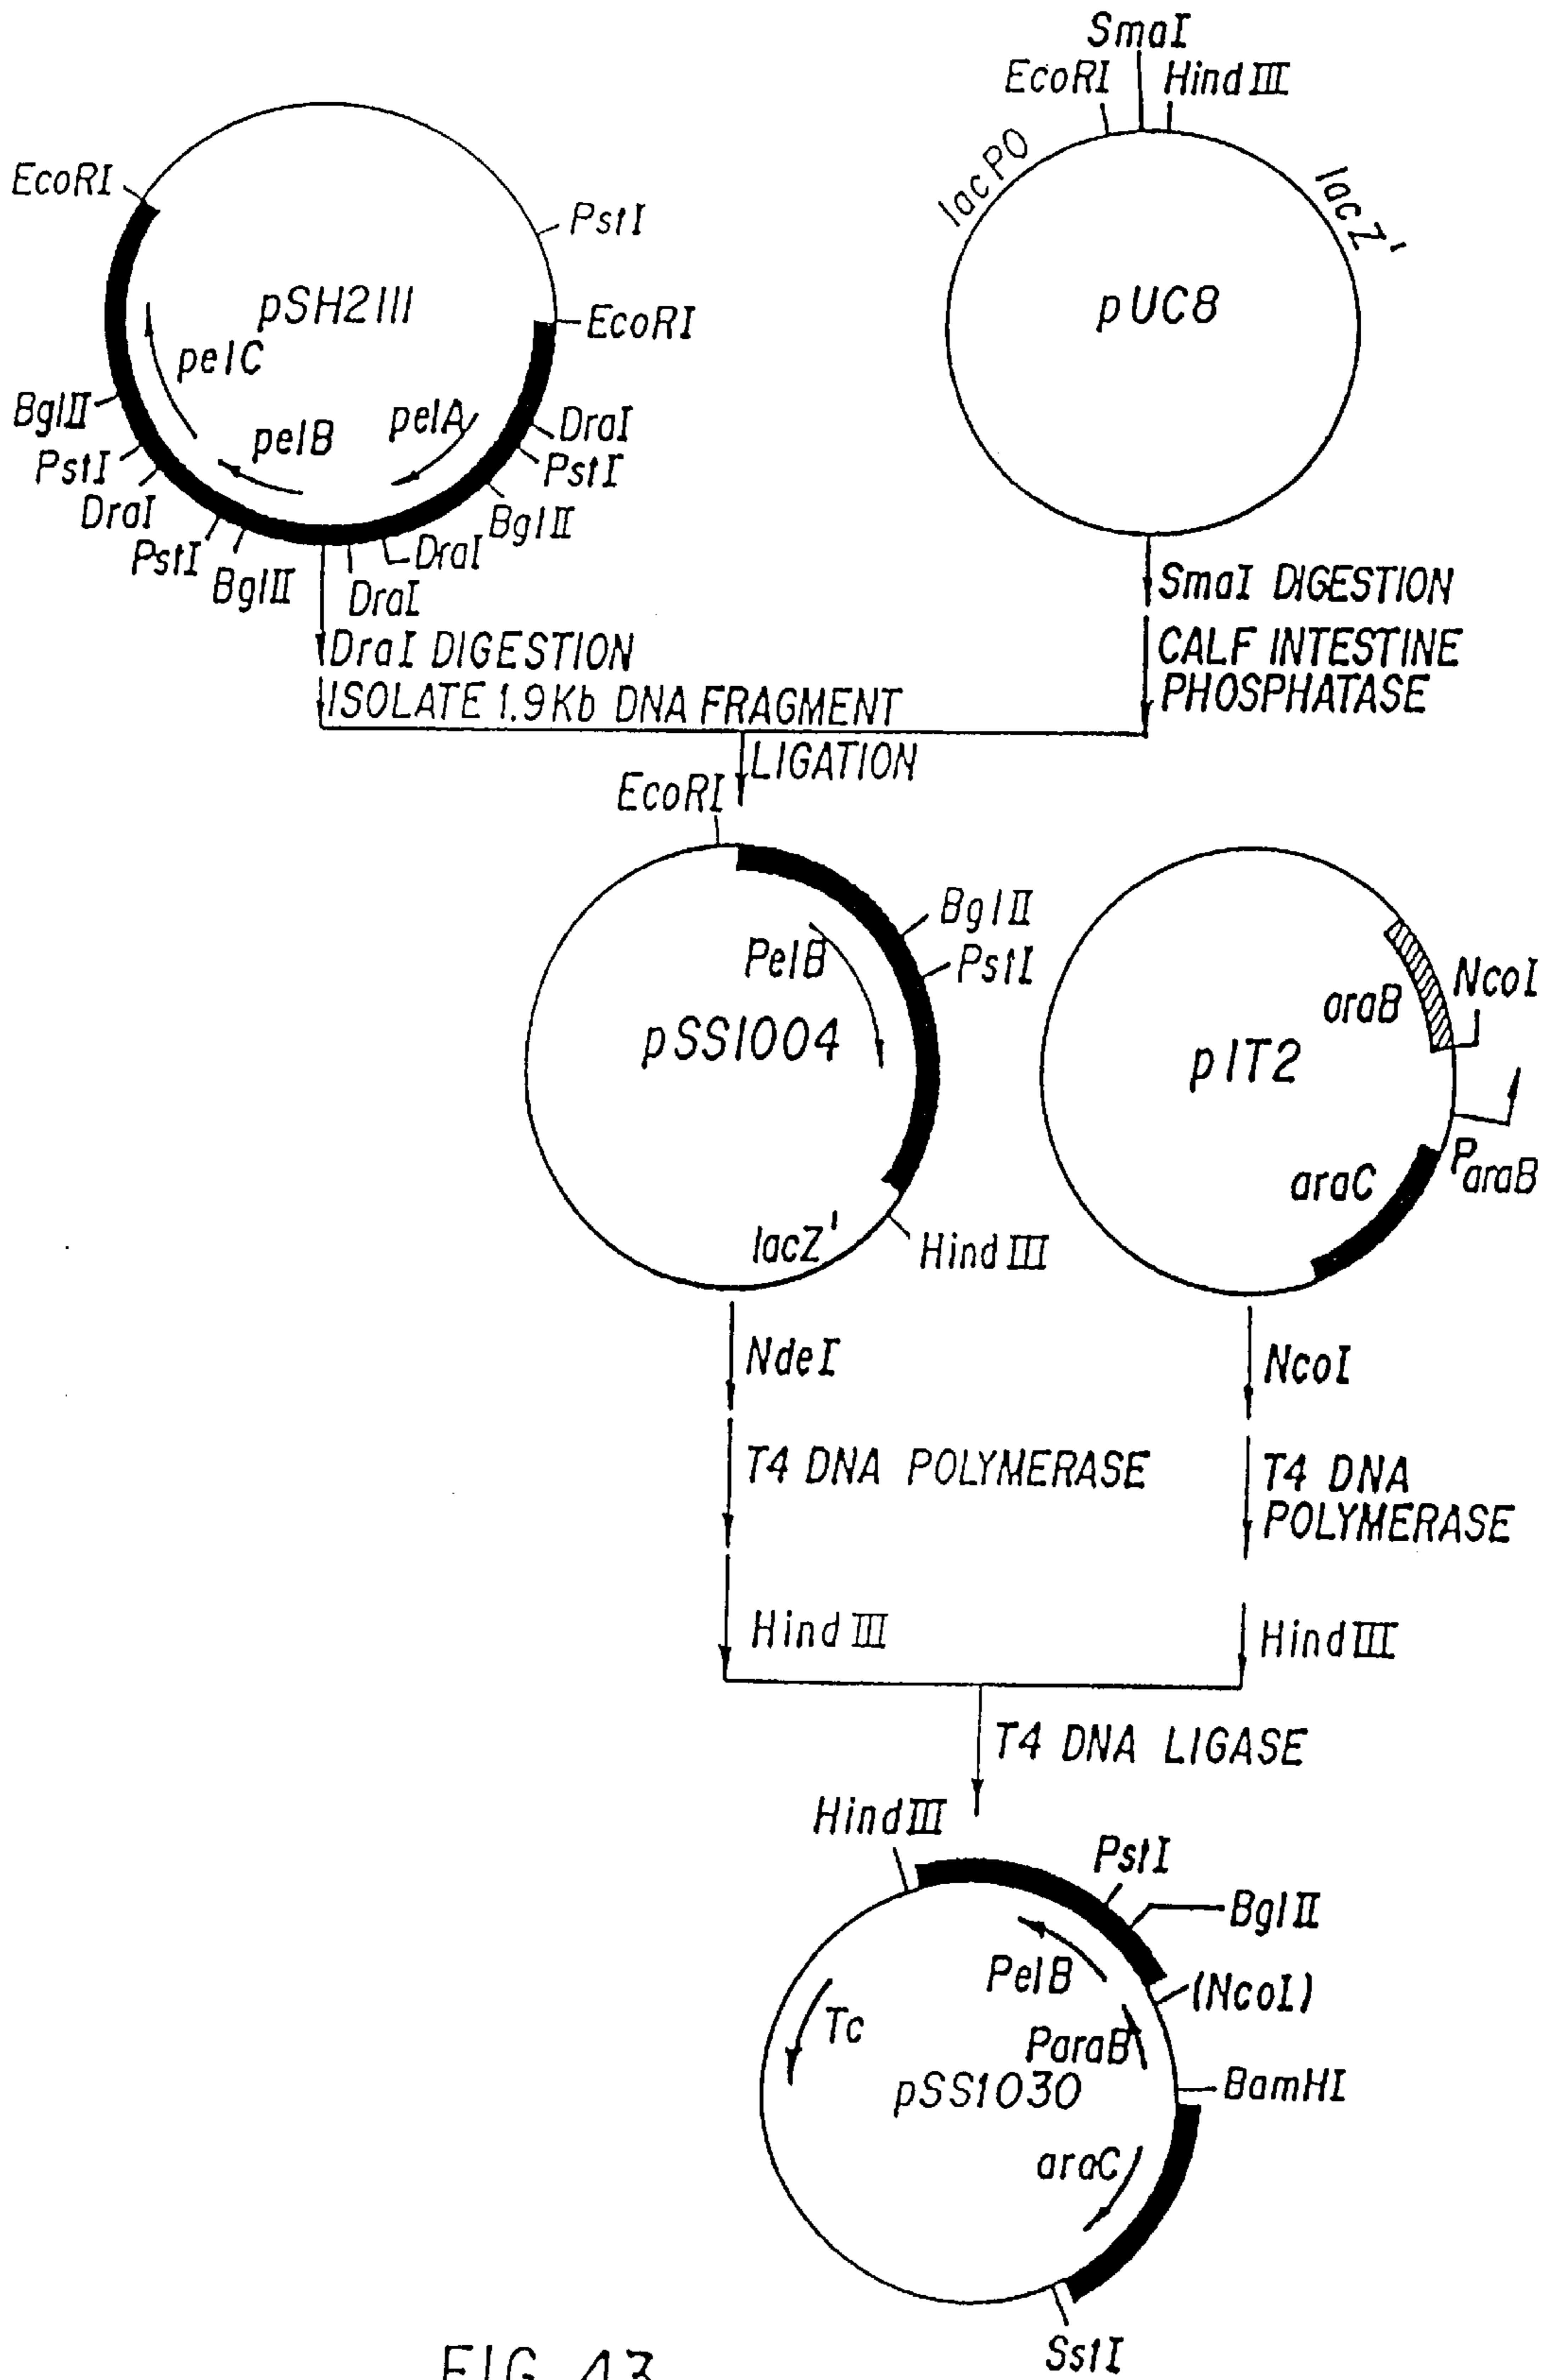 SmaI
EcoRI
HindIII
lacPO
lacZ'
pUC8
EcoRI
PstI
pSH2111
EcoRI
pelC
BglII
pelB
pelA
DraI
PstI
PstI
DraI
BglII
PstI
BglII
DraI
DraI
DraI DIGESTION
ISOLATE 1.9Kb DNA FRAGMENT
SmaI DIGESTION
CALF INTESTINE
PHOSPHATASE
LIGATION
EcoRI
BglII
PelB
PstI
pSS1004
lacZ'
HindIII
araB
NcoI
pIT2
araC
ParaB
NdeI
NcoI
T4 DNA POLYMERASE
T4 DNA
POLYMERASE
HindIII
HindIII
T4 DNA LIGASE
HindIII
PstI
BglII
PelB
(NcoI)
Tc
ParaB
pSS1030
BamHI
araC
SstI
FIG. 43